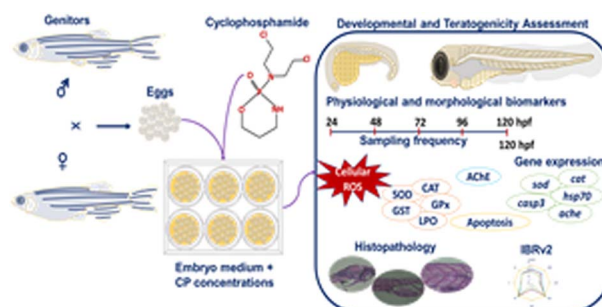 Genitors
Cyclophosphamide
Eggs
Embryo medium +
CP concentrations
Developmental and Teratogenicity Assessment
Physiological and morphological biomarkers
24 48 72 96 120 hpf
Sampling frequency
120 hpf
Cellular
ROS
AChE
CAT
SOD
GPx
GST
LPO
Apoptosis
Gene expression
cat
sod
hsp70
casp3
ache
Histopathology
IBRv2